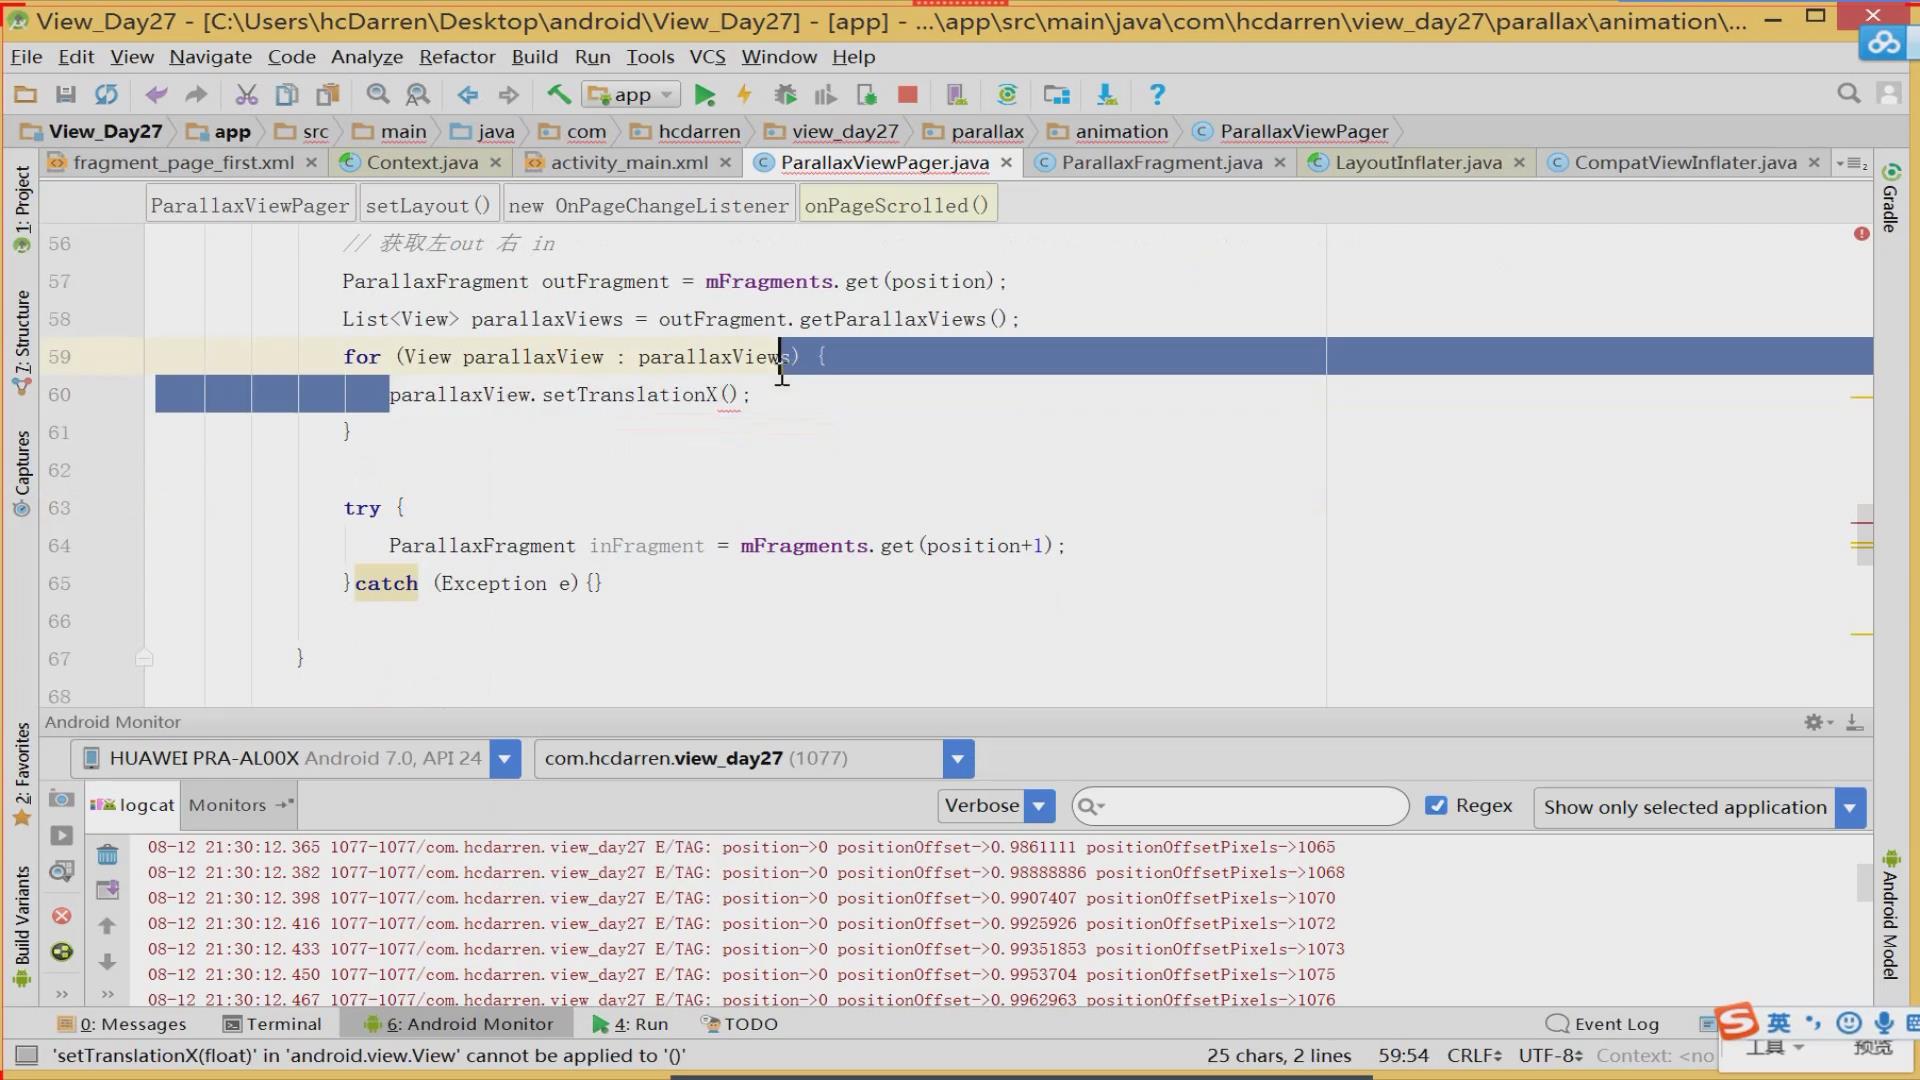 View_Day27 - [C:\Users\hcDarren\Desktop\android\View_Day27] - [app] - ...\app\src\main\java\com\hcdarren\view_day27\parallax\animation\...
File Edit View Navigate Code Analyze Refactor Build Run Tools VCS Window Help
app
View_Day27 app src main java com hcdarren view_day27 parallax animation ParallaxViewPager
fragment_page_first.xml Context.java activity_main.xml ParallaxViewPager.java ParallaxFragment.java LayoutInflater.java CompatViewInflater.java
ParallaxViewPager setLayout() new OnPageChangeListener onPageScrolled()
56 // 获取左out 右 in
57 ParallaxFragment outFragment = mFragments.get(position);
58 List<View> parallaxViews = outFragment.getParallaxViews();
59 for (View parallaxView : parallaxViews) {
60 parallaxView.setTranslationX();
61 }
62
63 try {
64 ParallaxFragment inFragment = mFragments.get(position+1);
65 }catch (Exception e){}
66
67 }
68
1: Project
7: Structure
Captures
2: Favorites
Build Variants
Gradle
Android Model
Android Monitor
HUAWEI PRA-AL00X Android 7.0, API 24 com.hcdarren.view_day27 (1077)
logcat Monitors Verbose Regex Show only selected application
08-12 21:30:12.365 1077-1077/com.hcdarren.view_day27 E/TAG: position->0 positionOffset->0.9861111 positionOffsetPixels->1065
08-12 21:30:12.382 1077-1077/com.hcdarren.view_day27 E/TAG: position->0 positionOffset->0.98888886 positionOffsetPixels->1068
08-12 21:30:12.398 1077-1077/com.hcdarren.view_day27 E/TAG: position->0 positionOffset->0.9907407 positionOffsetPixels->1070
08-12 21:30:12.416 1077-1077/com.hcdarren.view_day27 E/TAG: position->0 positionOffset->0.9925926 positionOffsetPixels->1072
08-12 21:30:12.433 1077-1077/com.hcdarren.view_day27 E/TAG: position->0 positionOffset->0.99351853 positionOffsetPixels->1073
08-12 21:30:12.450 1077-1077/com.hcdarren.view_day27 E/TAG: position->0 positionOffset->0.9953704 positionOffsetPixels->1075
08-12 21:30:12.467 1077-1077/com.hcdarren.view_day27 E/TAG: position->0 positionOffset->0.9962963 positionOffsetPixels->1076
0: Messages Terminal 6: Android Monitor 4: Run TODO Event Log 英
'setTranslationX(float)' in 'android.view.View' cannot be applied to '()' 25 chars, 2 lines 59:54 CRLF UTF-8 Context: <no 工具 预览